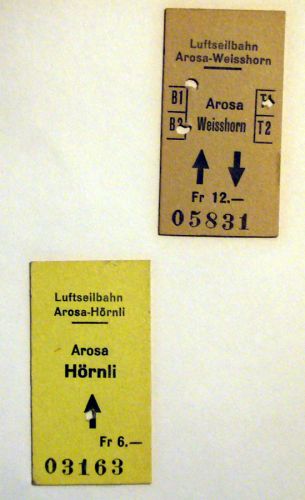 Luftseilbahn
Arosa-Weisshorn
B1
Arosa
T1
B2
Weisshorn
T2
Fr 12.—
05831
Luftseilbahn
Arosa-Hörnli
Arosa
Hörnli
Fr 6.—
03163